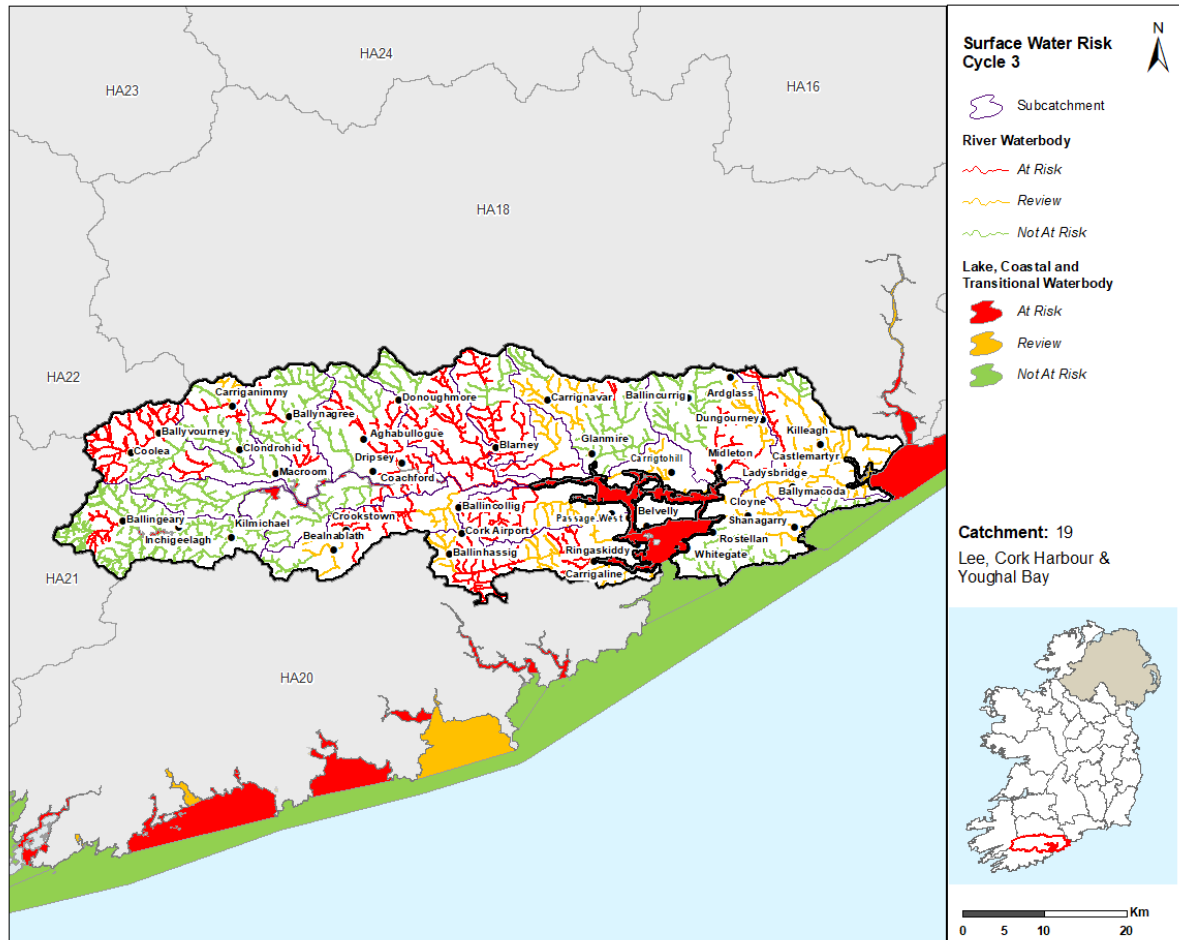 HA24
HA23
HA16
HA18
HA22
HA21
HA20
Carriganimmy
Ballynagree
Donoughmore
Carrignavar
Ballincurrig
Ardglass
Dungourney
Killeagh
Ballyvourney
Coolea
Clondrohid
Aghabullogue
Blarney
Glanmire
Carrigtohill
Midleton
Castlemartyr
Ladysbridge
Macroom
Dripsey
Coachford
Ballymacoda
Cloyne
Ballingeary
Inchigeelagh
Kilmichael
Crookstown
Bealnablath
Ballincollig
Cork Airport
Ballinhassig
Passage West
Belvelly
Shanagarry
Rostellan
Whitegate
Ringaskiddy
Carrigaline
Surface Water Risk
Cycle 3
N
Subcatchment
River Waterbody
At Risk
Review
Not At Risk
Lake, Coastal and
Transitional Waterbody
At Risk
Review
Not At Risk
Catchment: 19
Lee, Cork Harbour &
Youghal Bay
Km
0 5 10 20